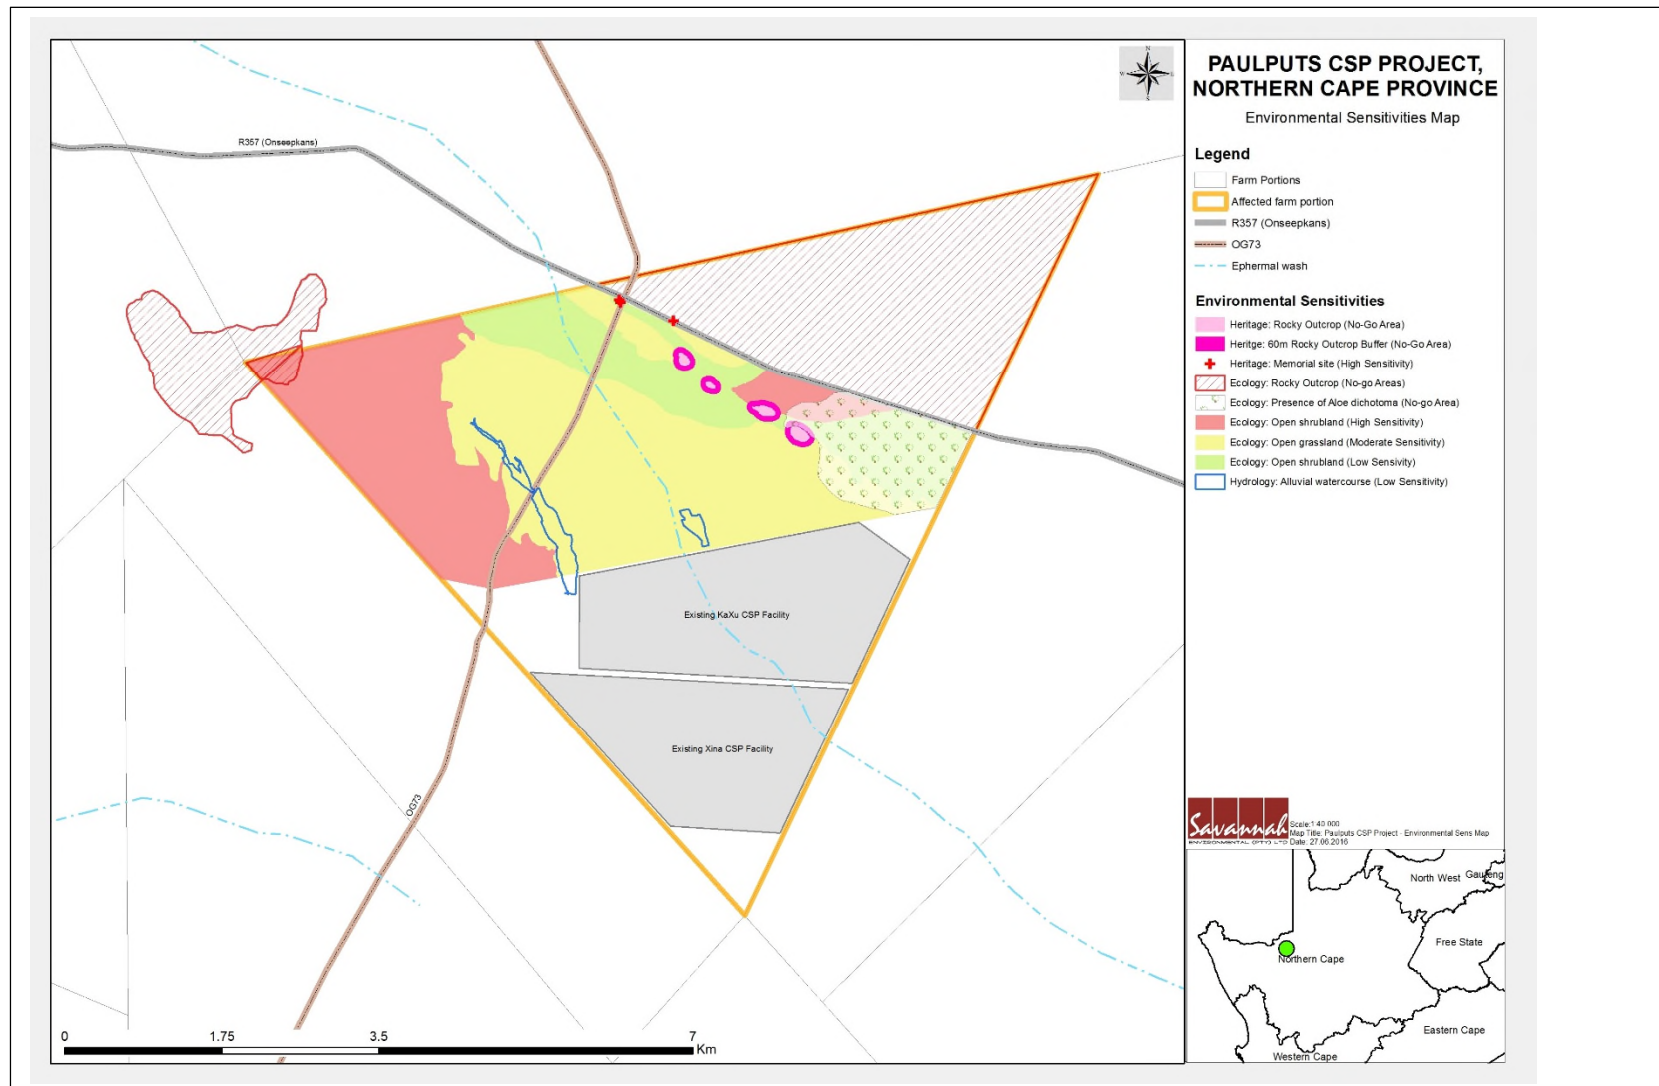 PAULPUTS CSP PROJECT,
NORTHERN CAPE PROVINCE
Environmental Sensitivities Map
Legend
Farm Portions
Affected farm portion
R357 (Onseepkans)
OG73
Ephermal wash
Environmental Sensitivities
Heritage: Rocky Outcrop (No-Go Area)
Heritge: 60m Rocky Outcrop Buffer (No-Go Area)
Heritage: Memorial site (High Sensitivity)
Ecology: Rocky Outcrop (No-go Areas)
Ecology: Presence of Aloe dichotoma (No-go Area)
Ecology: Open shrubland (High Sensitivity)
Ecology: Open grassland (Moderate Sensitivity)
Ecology: Open shrubland (Low Sensivity)
Hydrology: Alluvial watercourse (Low Sensitivity)
N
W
E
S
R357 (Onseepkans)
Existing KaXu CSP Facility
Existing Xina CSP Facility
OG73
0
1.75
3.5
7
Km
Savannah
ENVIRONMENTAL (PTY) LTD
Scale:1:40 000
Map Title: Paulputs CSP Project - Environmental Sens Map
Date: 27.06.2016
North West
Gauteng
Free State
Northern Cape
Eastern Cape
Western Cape